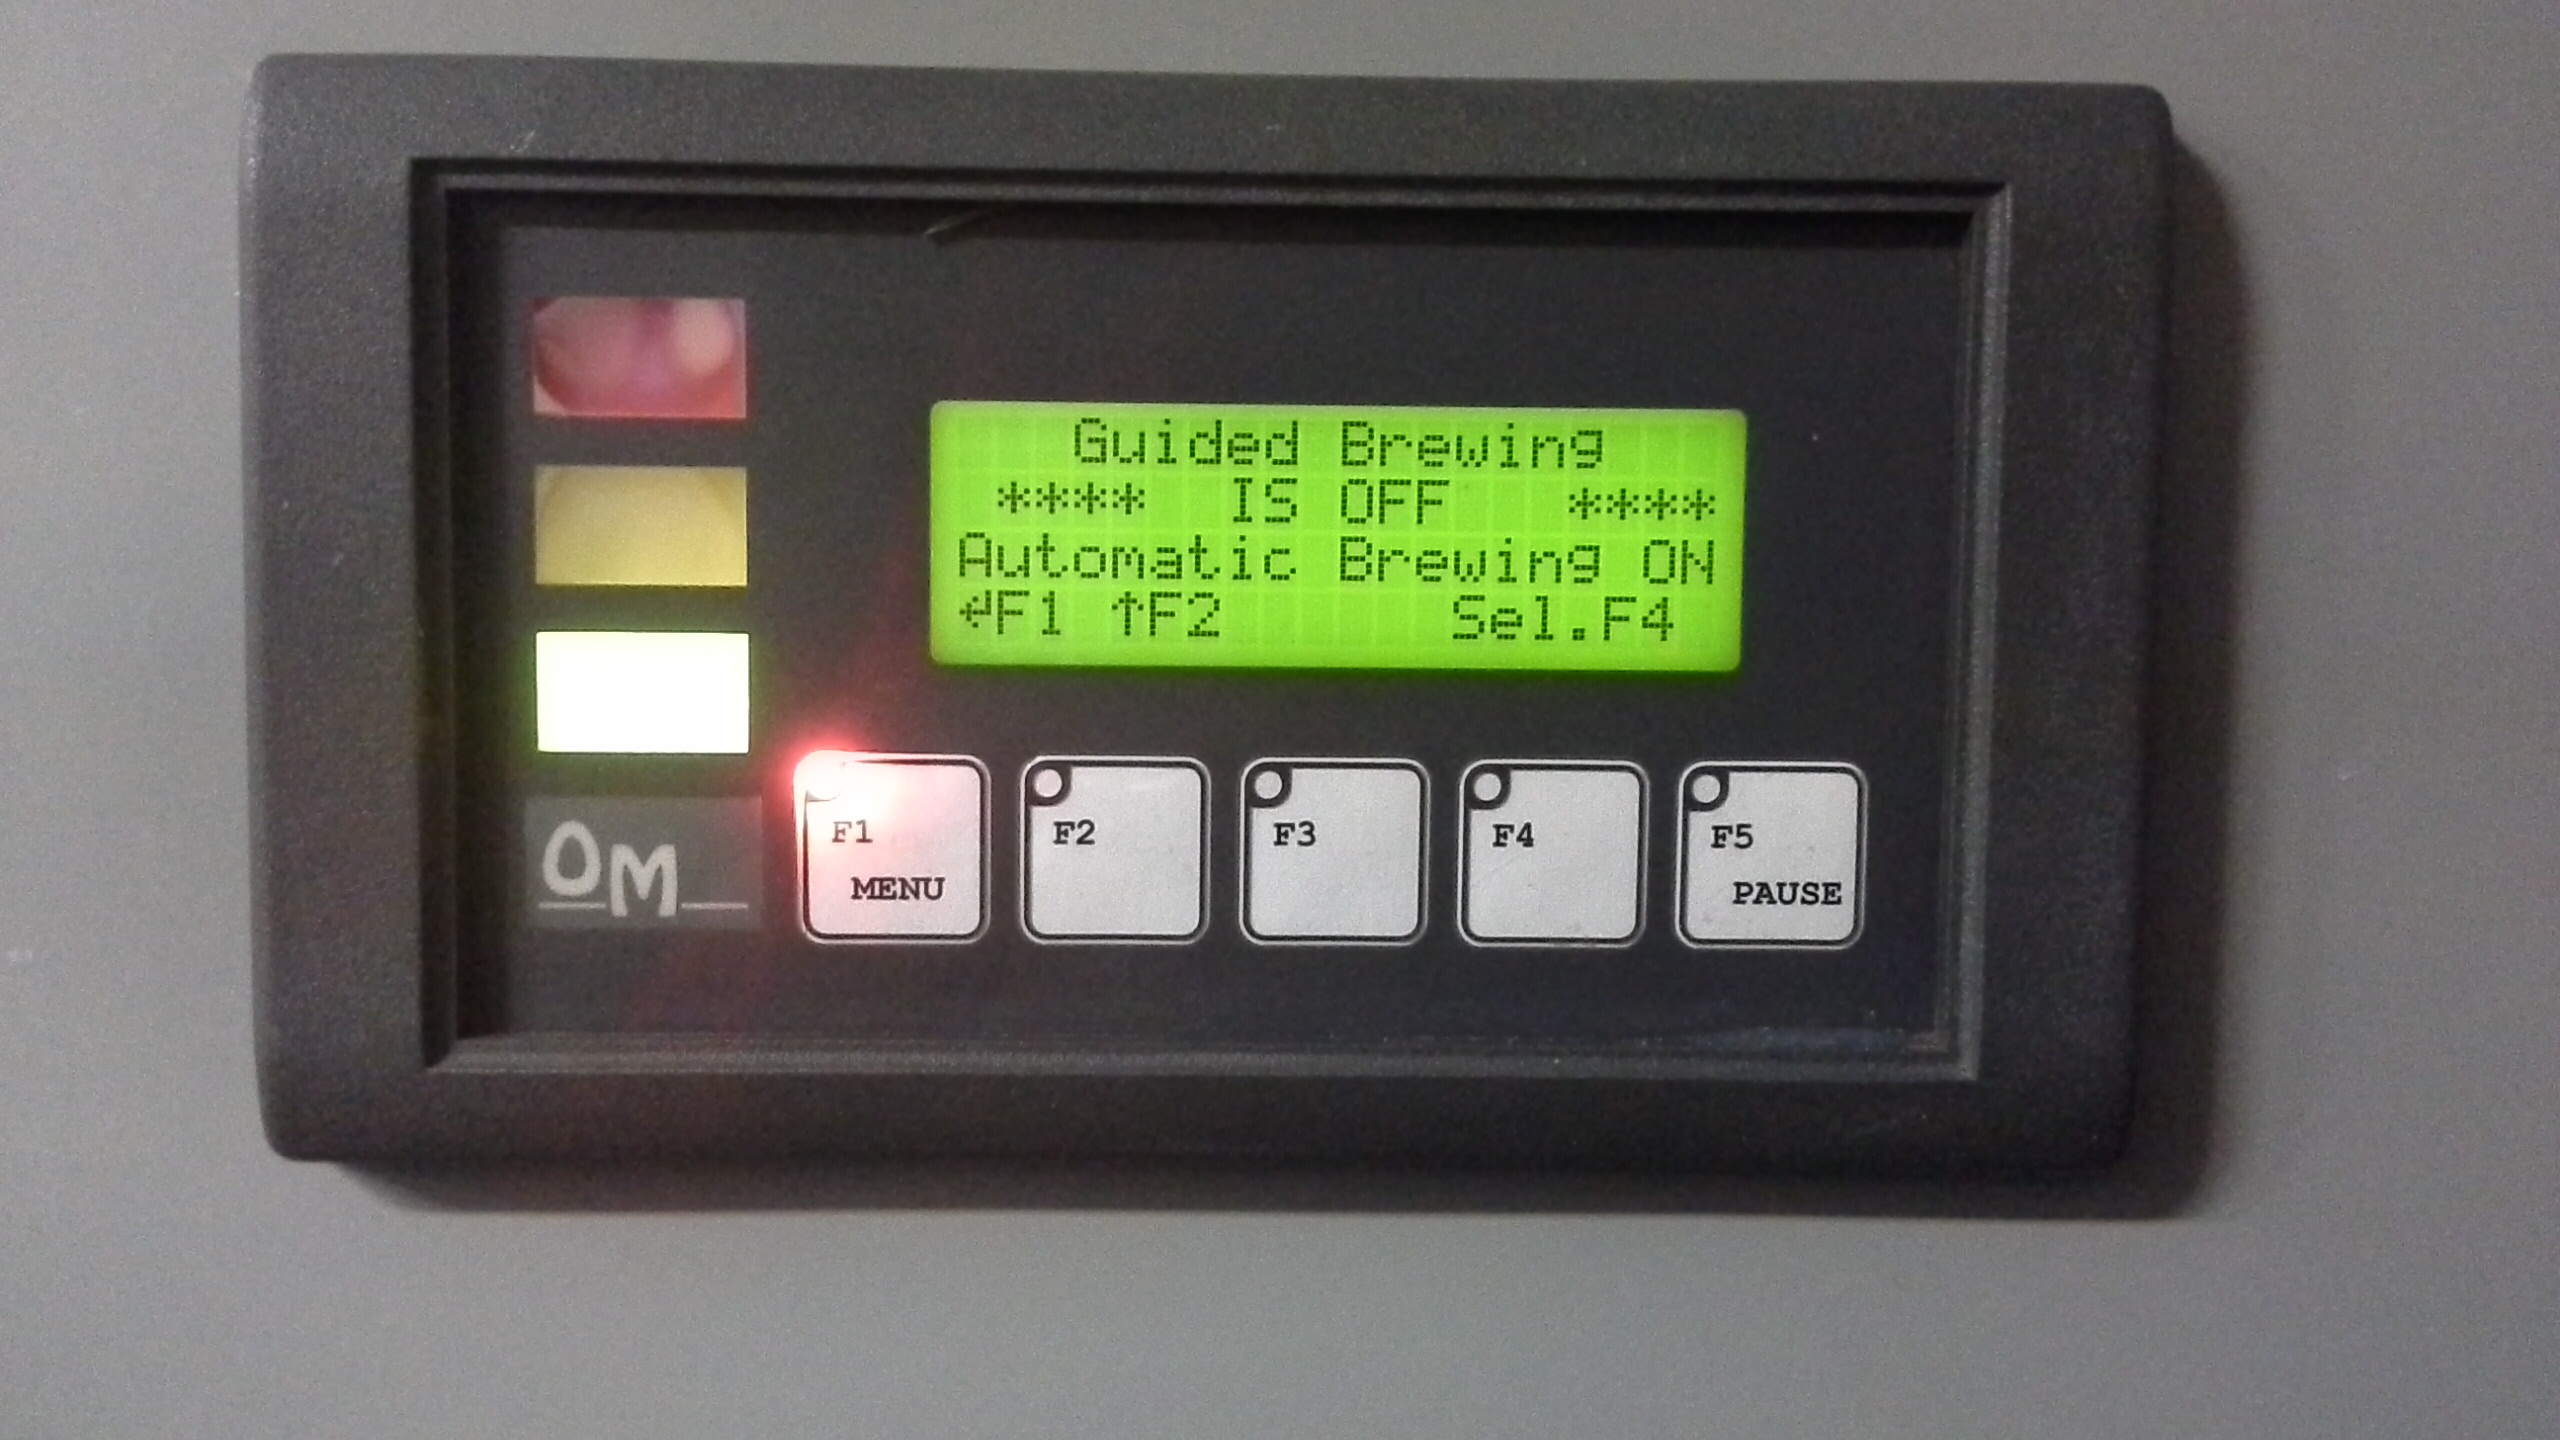 Guided Brewing
**** IS OFF ****
Automatic Brewing ON
↵F1 ↑F2 Sel.F4
OM
F1 MENU
F2
F3
F4
F5 PAUSE